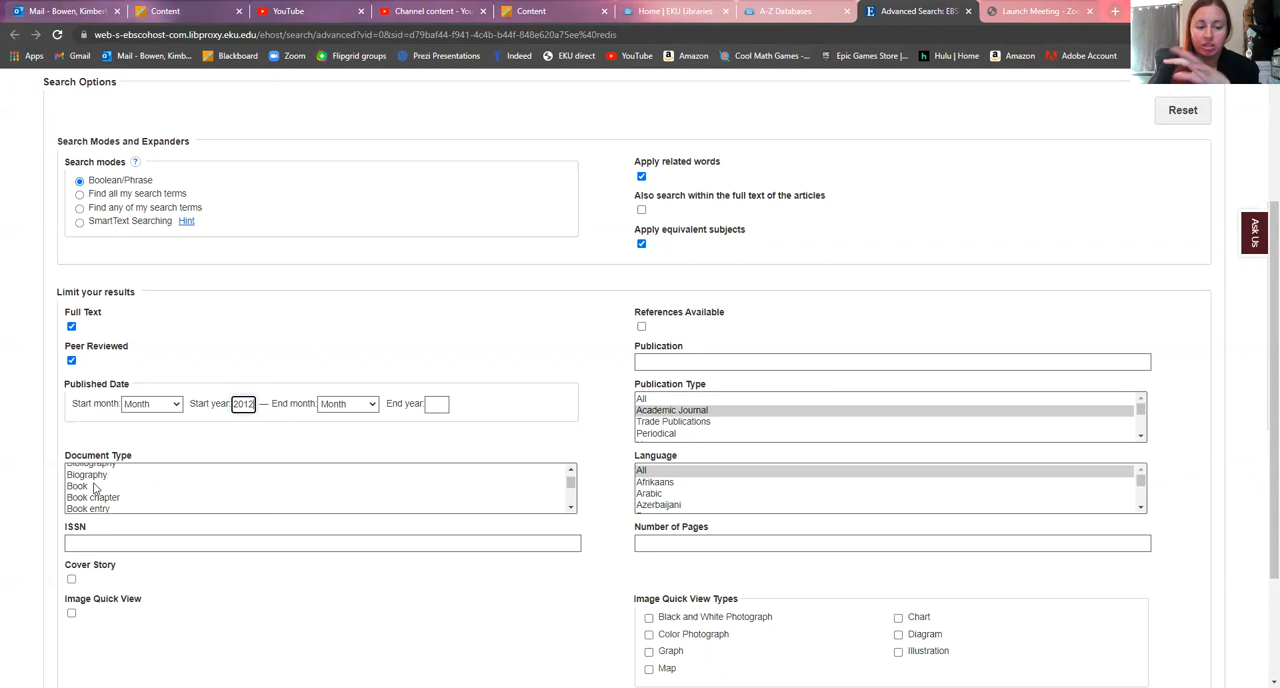 Mail - Bowen, Kimber
Content
YouTube
Channel content - You
Content
Home | EKU Libraries
A-Z Databases
Advanced Search: EBS
Launch Meeting - Zoo
web-s-ebscohost-com.libproxy.eku.edu/ehost/search/advanced?vid=0&sid=d79baf44-f941-4c4b-b44f-848e620a75ee%40redis
Apps Gmail Mail - Bowen, Kimb... Blackboard Zoom Flipgrid groups Prezi Presentations Indeed EKU direct YouTube Amazon Cool Math Games -... Epic Games Store |... Hulu | Home Amazon Adobe Account
Search Options
Reset
Search Modes and Expanders
Search modes ?
Boolean/Phrase
Find all my search terms
Find any of my search terms
SmartText Searching Hint
Apply related words
Also search within the full text of the articles
Apply equivalent subjects
Ask Us
Limit your results
Full Text
References Available
Peer Reviewed
Publication
Published Date
Start month: Month Start year: 2012 — End month: Month End year:
Publication Type
All
Academic Journal
Trade Publications
Periodical
Document Type
Bibliography
Biography
Book
Book chapter
Book entry
Language
All
Afrikaans
Arabic
Azerbaijani
ISSN
Number of Pages
Cover Story
Image Quick View
Image Quick View Types
Black and White Photograph
Color Photograph
Graph
Map
Chart
Diagram
Illustration